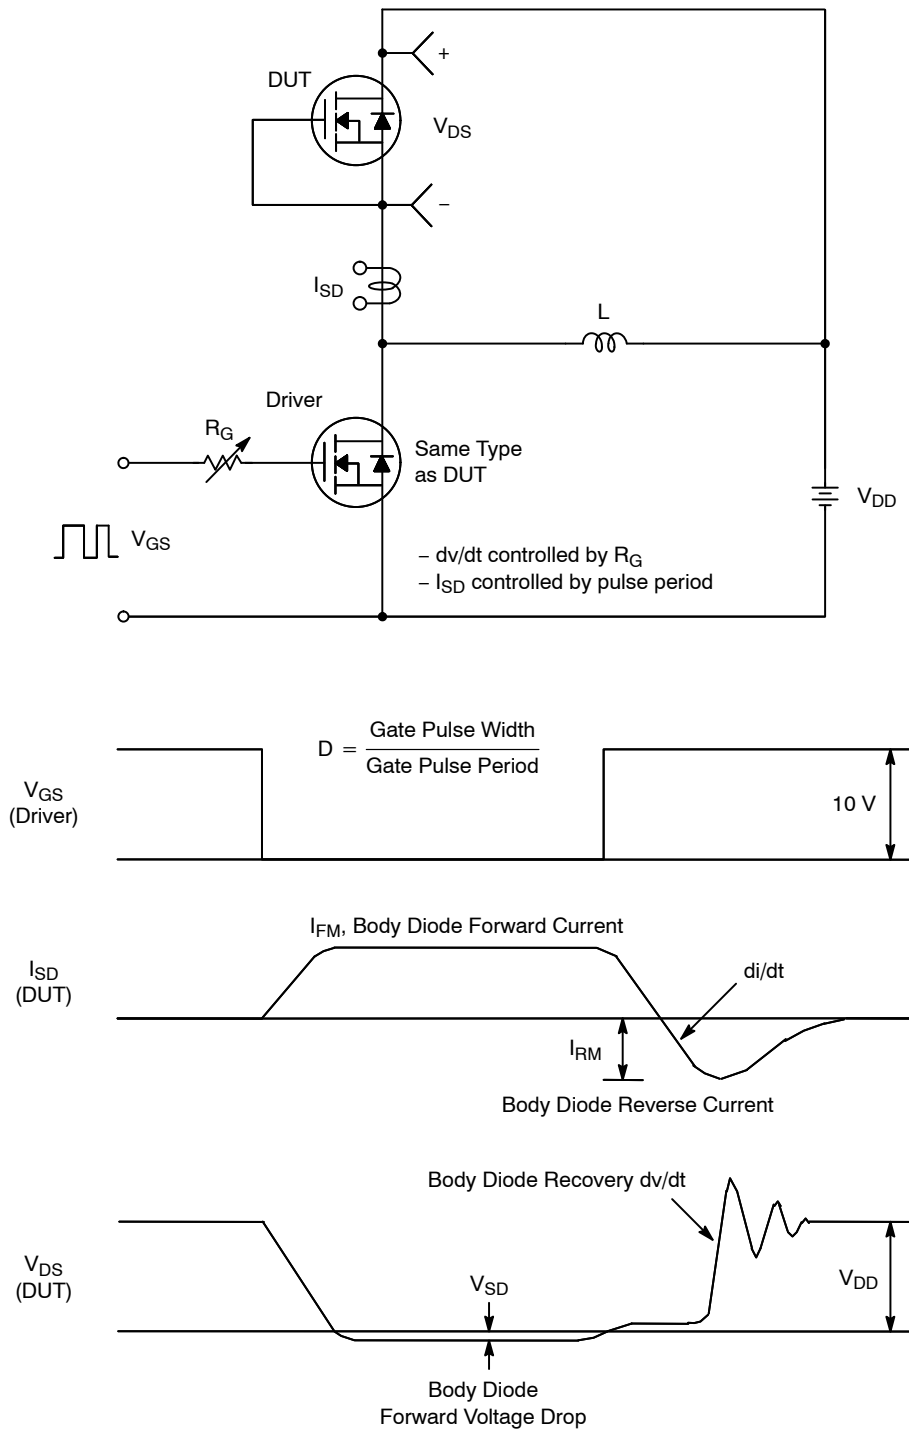 +
DUT
V_DS
−
I_SD
L
Driver
R_G
Same Type
as DUT
V_DD
V_GS
− dv/dt controlled by R_G
− I_SD controlled by pulse period
D = Gate Pulse Width / Gate Pulse Period
V_GS
(Driver)
10 V
I_FM, Body Diode Forward Current
I_SD
(DUT)
di/dt
I_RM
Body Diode Reverse Current
Body Diode Recovery dv/dt
V_DS
(DUT)
V_SD
V_DD
Body Diode
Forward Voltage Drop